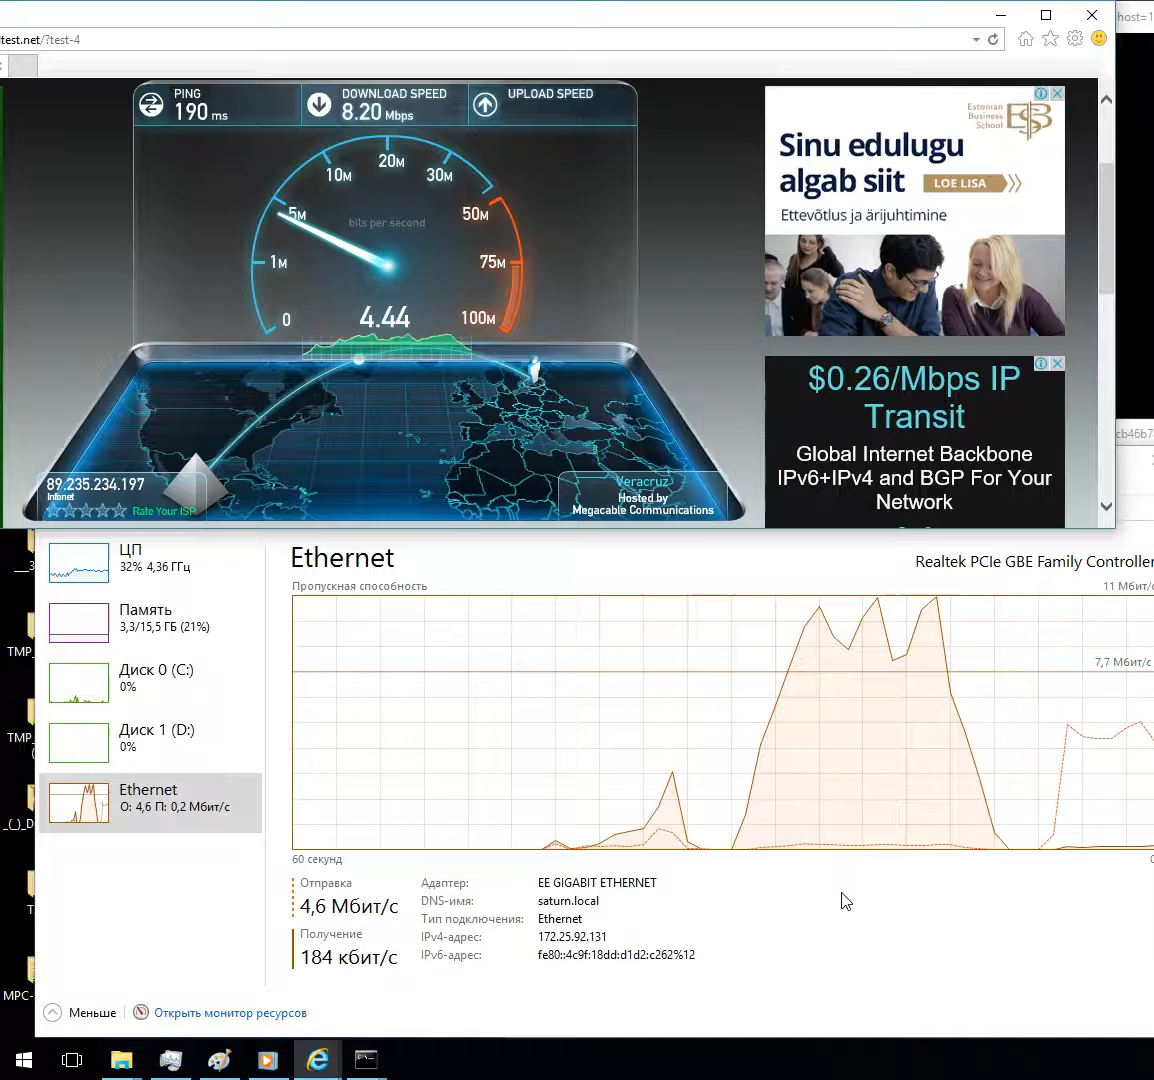 host=1
ltest.net/?test-4
PING
190 ms
DOWNLOAD SPEED
8.20 Mbps
UPLOAD SPEED
20M
10M
30M
5M
50M
bits per second
1M
75M
0
100M
4.44
89.235.234.197
Infonet
Rate Your ISP
Veracruz
Hosted by
Megacable Communications
Estonian
Business
School
EBS
Sinu edulugu
algab siit
LOE LISA
Ettevõtlus ja ärijuhtimine
$0.26/Mbps IP
Transit
Global Internet Backbone
IPv6+IPv4 and BGP For Your
Network
cb46b7
___3
TMP_
TMP_
(
_(_)_D
T
MPC-
ЦП
32% 4,36 ГГц
Память
3,3/15,5 ГБ (21%)
Диск 0 (C:)
0%
Диск 1 (D:)
0%
Ethernet
О: 4,6 П: 0,2 Мбит/с
Ethernet
Realtek PCIe GBE Family Controller
Пропускная способность
11 Мбит/с
7,7 Мбит/с
60 секунд
0
Отправка
4,6 Мбит/с
Получение
184 кбит/с
Адаптер: EE GIGABIT ETHERNET
DNS-имя: saturn.local
Тип подключения: Ethernet
IPv4-адрес: 172.25.92.131
IPv6-адрес: fe80::4c9f:18dd:d1d2:c262%12
Меньше
Открыть монитор ресурсов